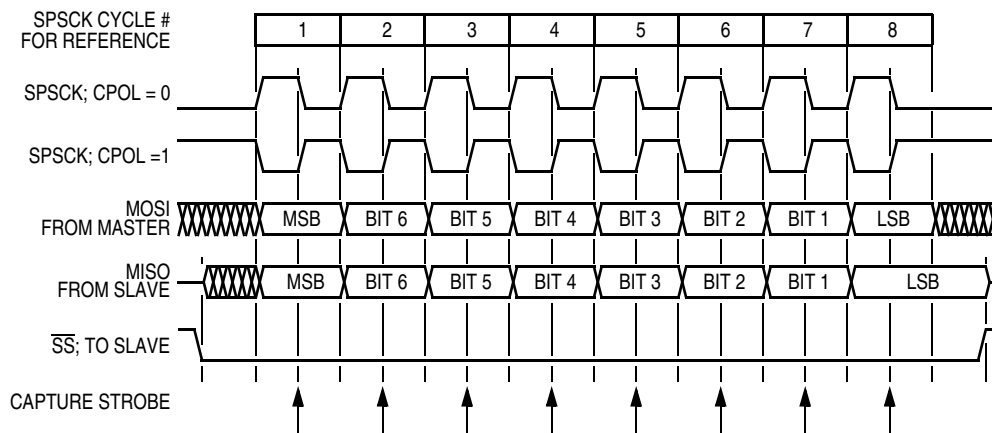 SPSCK CYCLE #
FOR REFERENCE
1 2 3 4 5 6 7 8
SPSCK; CPOL = 0
SPSCK; CPOL =1
MOSI
FROM MASTER
MSB BIT 6 BIT 5 BIT 4 BIT 3 BIT 2 BIT 1 LSB
MISO
FROM SLAVE
MSB BIT 6 BIT 5 BIT 4 BIT 3 BIT 2 BIT 1 LSB
SS; TO SLAVE
CAPTURE STROBE